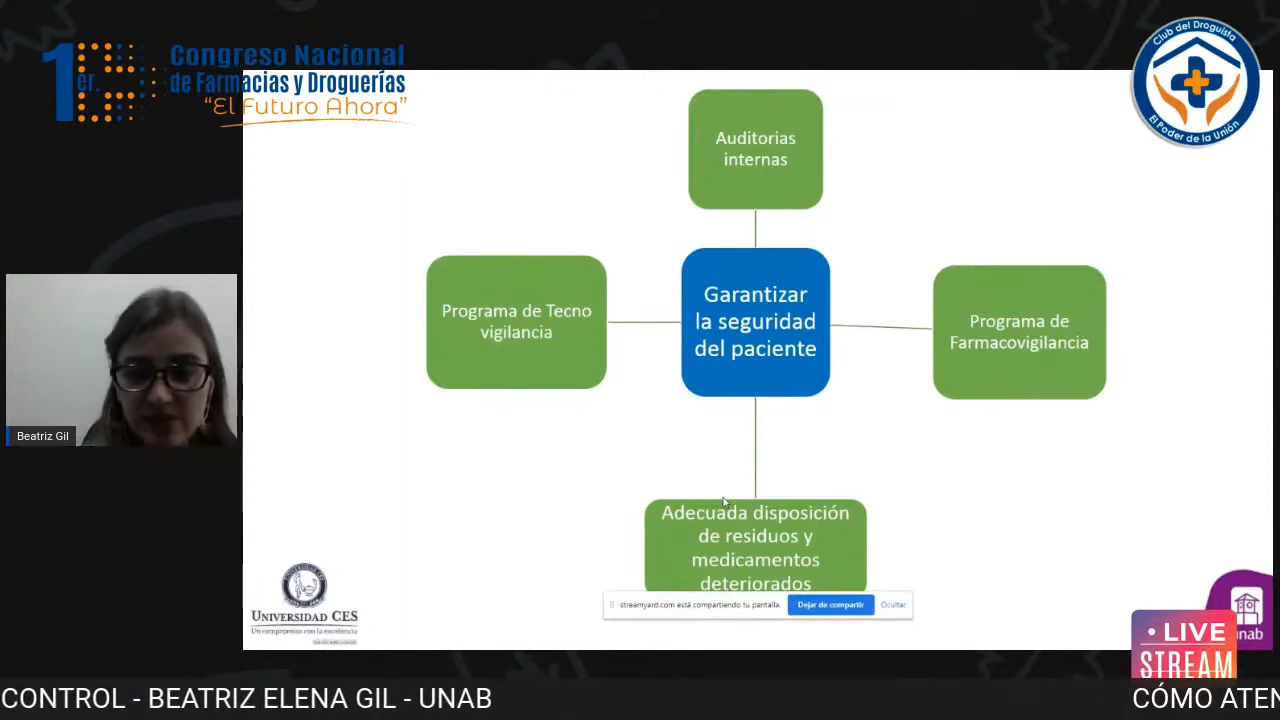 1er.
Congreso Nacional
de Farmacias y Droguerías
“El Futuro Ahora”
Club del Droguista
El Poder de la Unión
Auditorias
internas
Programa de Tecno
vigilancia
Garantizar
la seguridad
del paciente
Programa de
Farmacovigilancia
Beatriz Gil
Adecuada disposición
de residuos y
medicamentos
deteriorados
streamyard.com está compartiendo tu pantalla.
Dejar de compartir
Ocultar
UNIVERSIDAD CES
Un compromiso con la excelencia
unab
• LIVE
STREAM
CONTROL - BEATRIZ ELENA GIL - UNAB
CÓMO ATEN